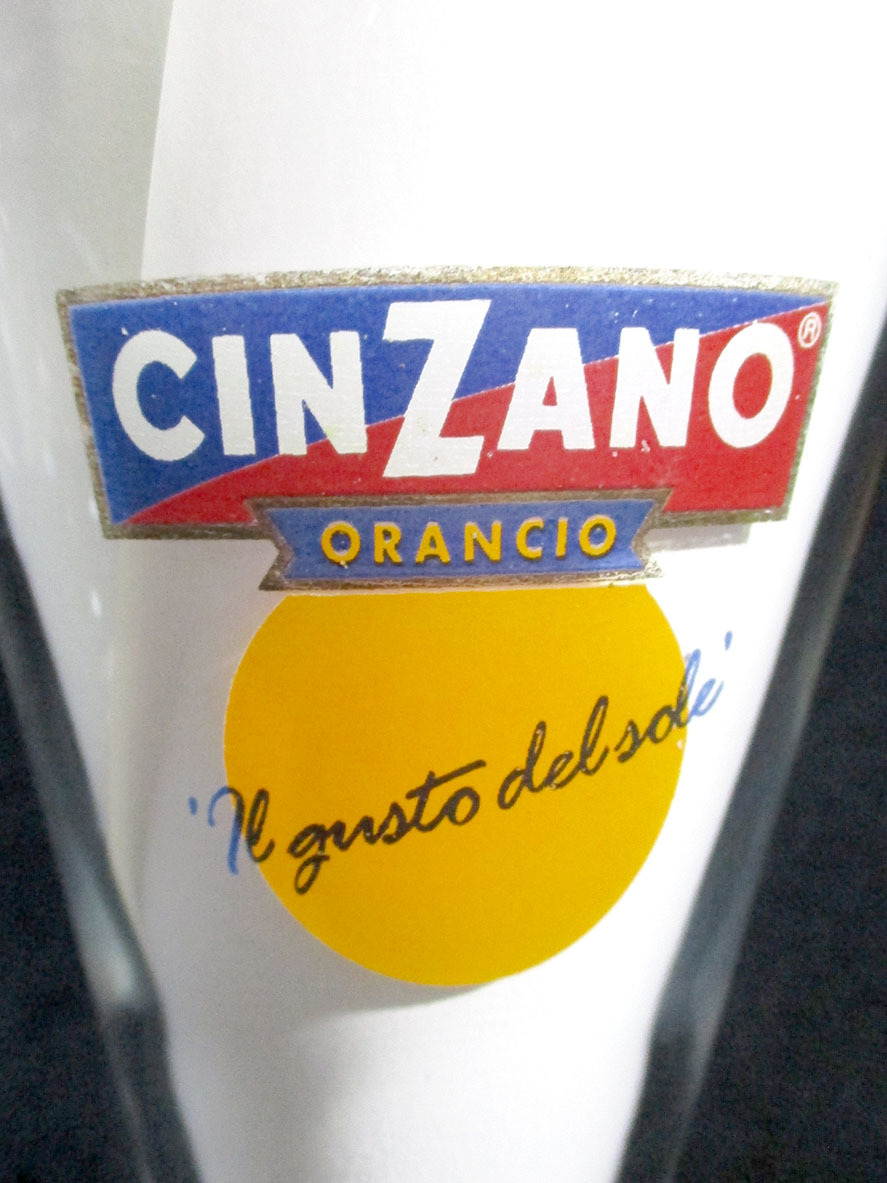 CINZANO®
ORANCIO
'Il gusto del sole'